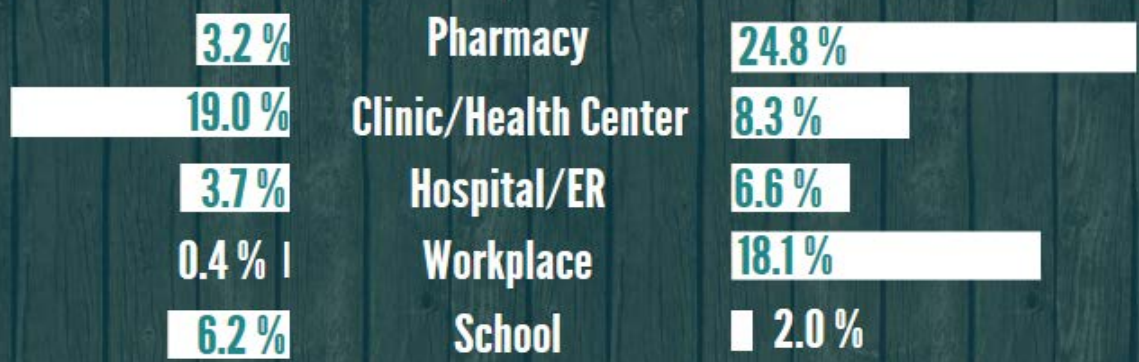 3.2 % Pharmacy 24.8 %
19.0 % Clinic/Health Center 8.3 %
3.7 % Hospital/ER 6.6 %
0.4 % Workplace 18.1 %
6.2 % School 2.0 %